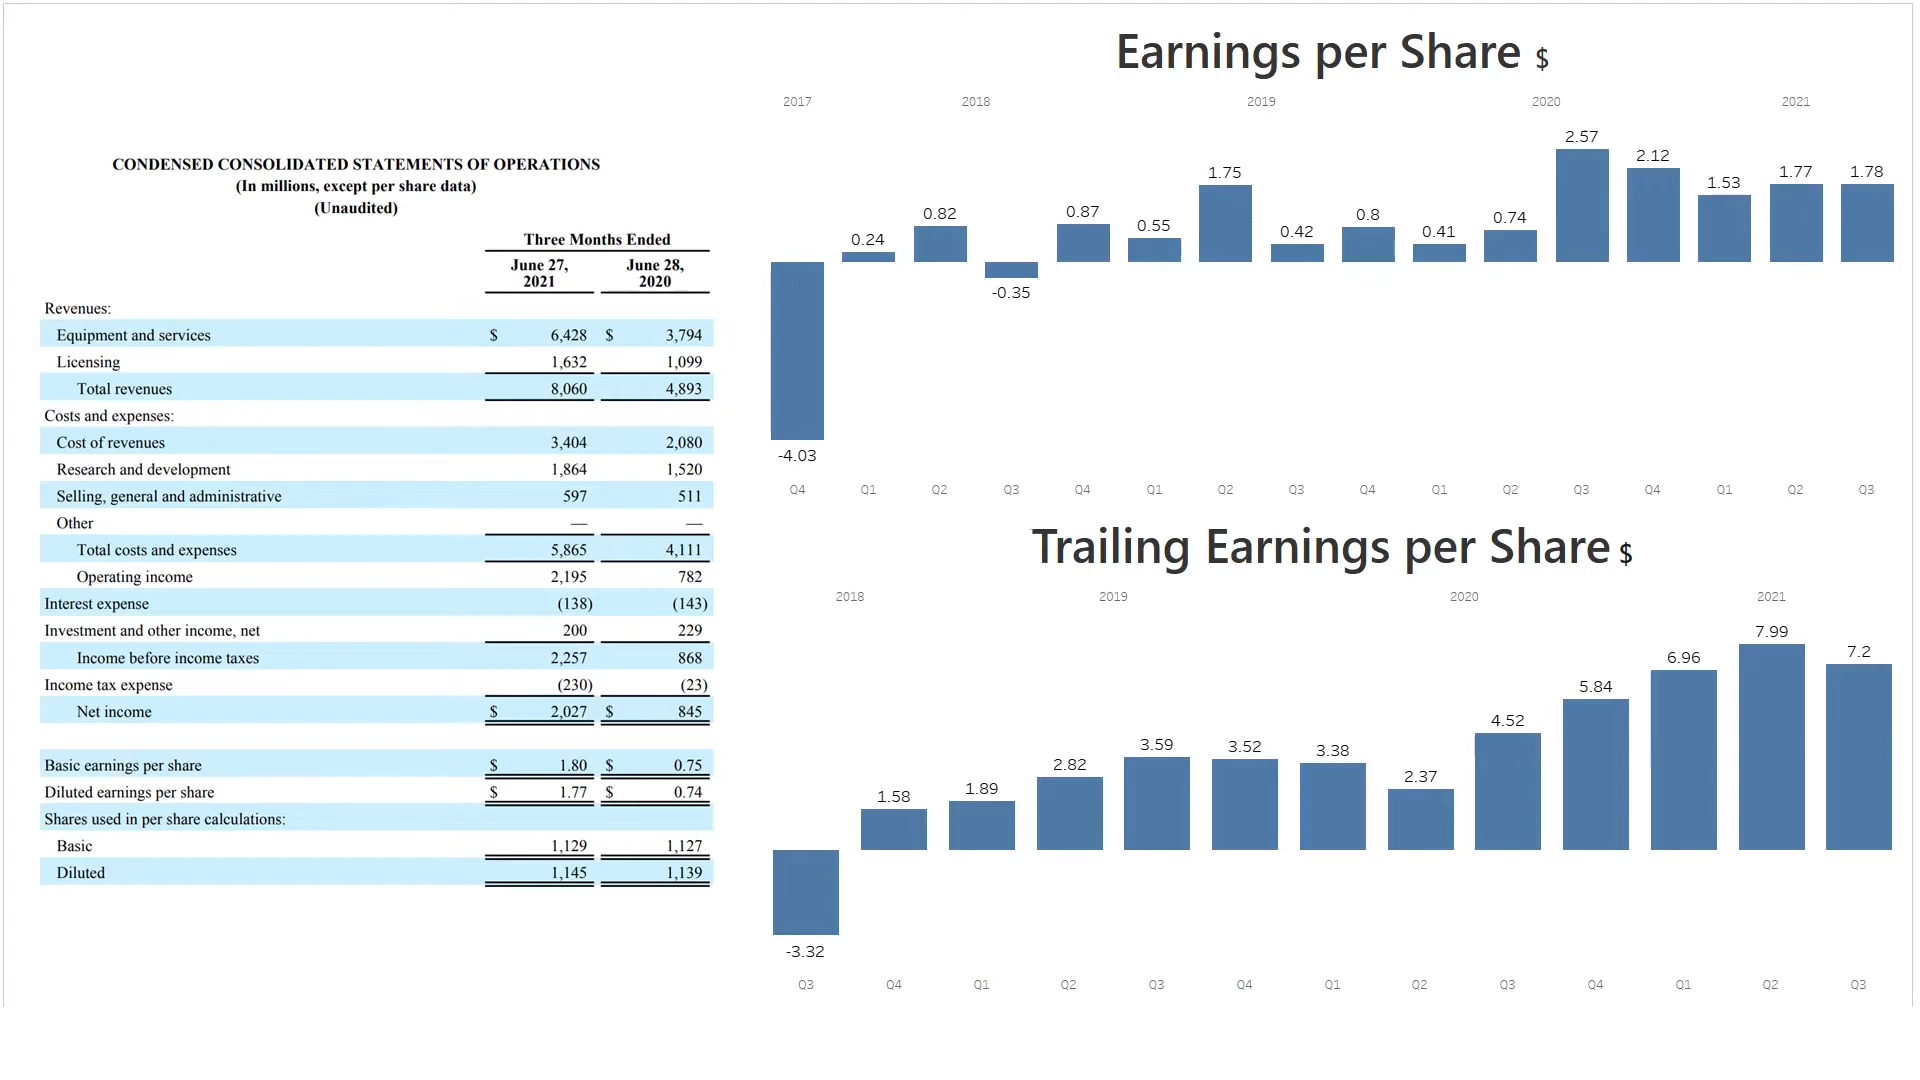 CONDENSED CONSOLIDATED STATEMENTS OF OPERATIONS
(In millions, except per share data)
(Unaudited)
Three Months Ended
June 27, 2021 June 28, 2020
Revenues:
Equipment and services $ 6,428 $ 3,794
Licensing 1,632 1,099
Total revenues 8,060 4,893
Costs and expenses:
Cost of revenues 3,404 2,080
Research and development 1,864 1,520
Selling, general and administrative 597 511
Other — —
Total costs and expenses 5,865 4,111
Operating income 2,195 782
Interest expense (138) (143)
Investment and other income, net 200 229
Income before income taxes 2,257 868
Income tax expense (230) (23)
Net income $ 2,027 $ 845
Basic earnings per share $ 1.80 $ 0.75
Diluted earnings per share $ 1.77 $ 0.74
Shares used in per share calculations:
Basic 1,129 1,127
Diluted 1,145 1,139
Earnings per Share $
2017 2018 2019 2020 2021
-4.03 0.24 0.82 -0.35 0.87 0.55 1.75 0.42 0.8 0.41 0.74 2.57 2.12 1.53 1.77 1.78
Q4 Q1 Q2 Q3 Q4 Q1 Q2 Q3 Q4 Q1 Q2 Q3 Q4 Q1 Q2 Q3
Trailing Earnings per Share $
2018 2019 2020 2021
-3.32 1.58 1.89 2.82 3.59 3.52 3.38 2.37 4.52 5.84 6.96 7.99 7.2
Q3 Q4 Q1 Q2 Q3 Q4 Q1 Q2 Q3 Q4 Q1 Q2 Q3